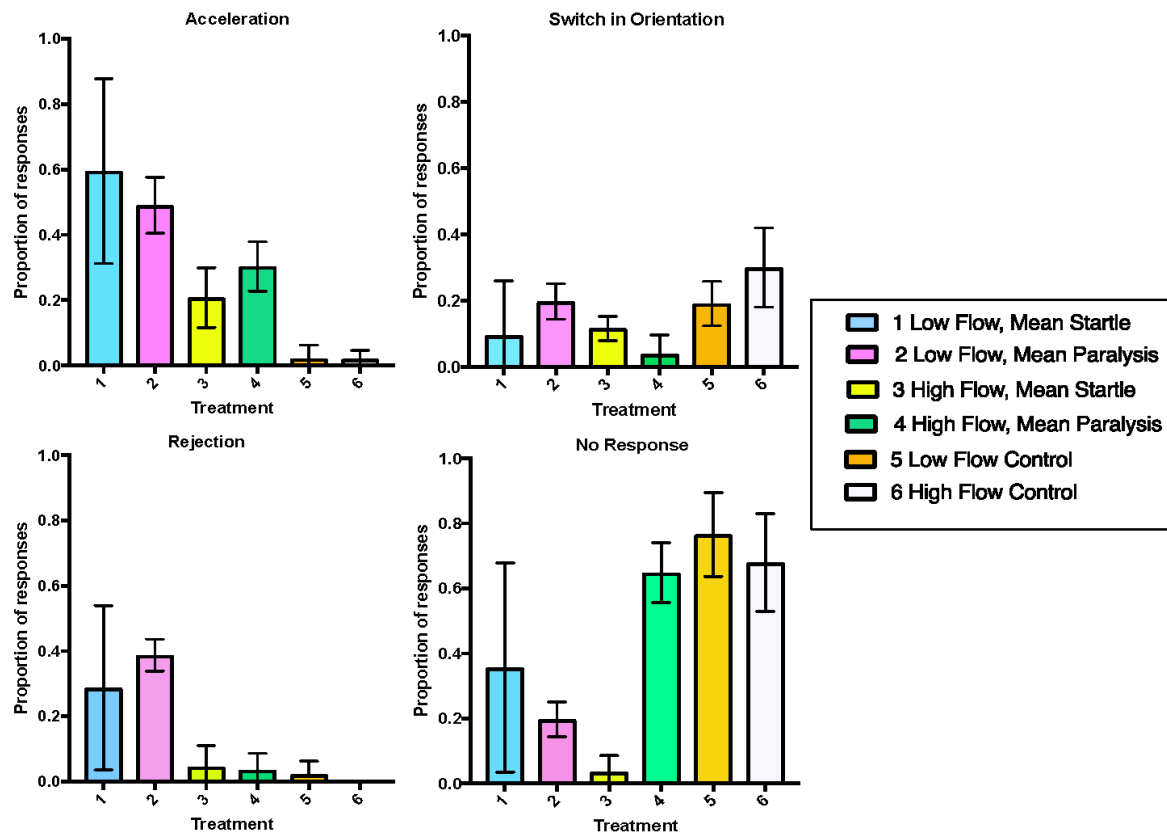 Acceleration
Proportion of responses
1.0
0.8
0.6
0.4
0.2
0.0
1 2 3 4 5 6
Treatment
Switch in Orientation
Proportion of responses
1.0
0.8
0.6
0.4
0.2
0.0
1 2 3 4 5 6
Treatment
Rejection
Proportion of responses
1.0
0.8
0.6
0.4
0.2
0.0
1 2 3 4 5 6
Treatment
No Response
Proportion of responses
1.0
0.8
0.6
0.4
0.2
0.0
1 2 3 4 5 6
Treatment
1 Low Flow, Mean Startle
2 Low Flow, Mean Paralysis
3 High Flow, Mean Startle
4 High Flow, Mean Paralysis
5 Low Flow Control
6 High Flow Control